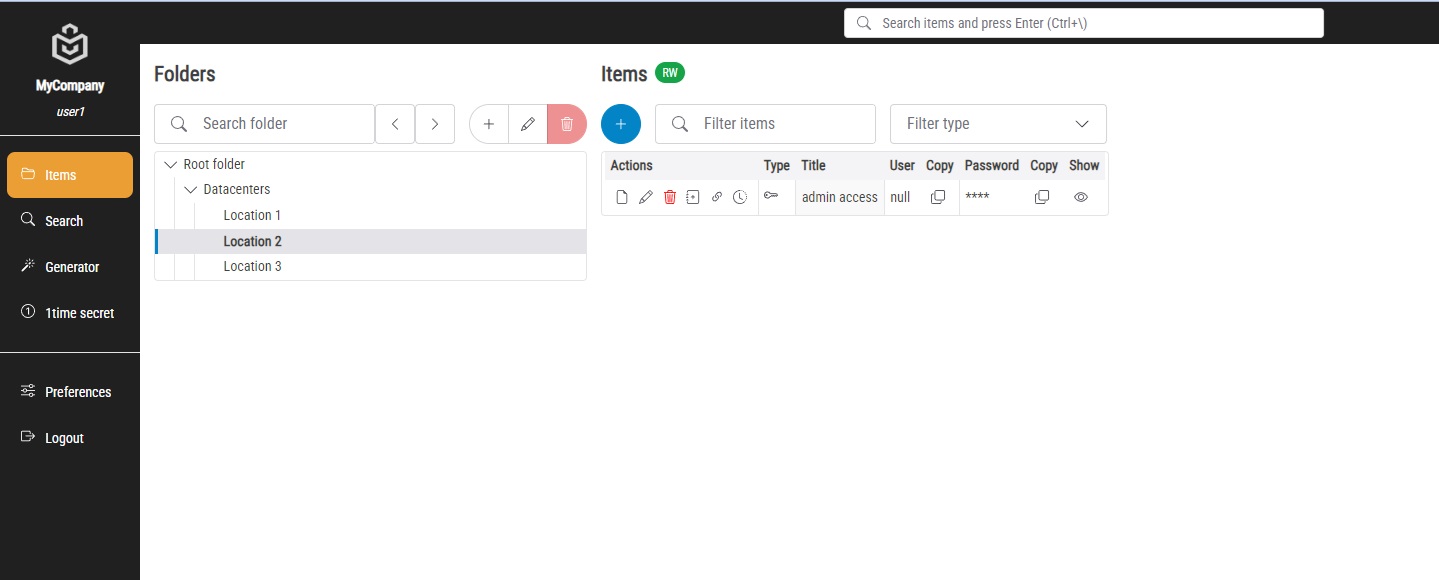 Search items and press Enter (Ctrl+\)
MyCompany
user1
Items
Search
Generator
1
1time secret
Preferences
Logout
Folders
Search folder
Root folder
Datacenters
Location 1
Location 2
Location 3
Items RW
Filter items
Filter type
Actions Type Title User Copy Password Copy Show
admin access null ****